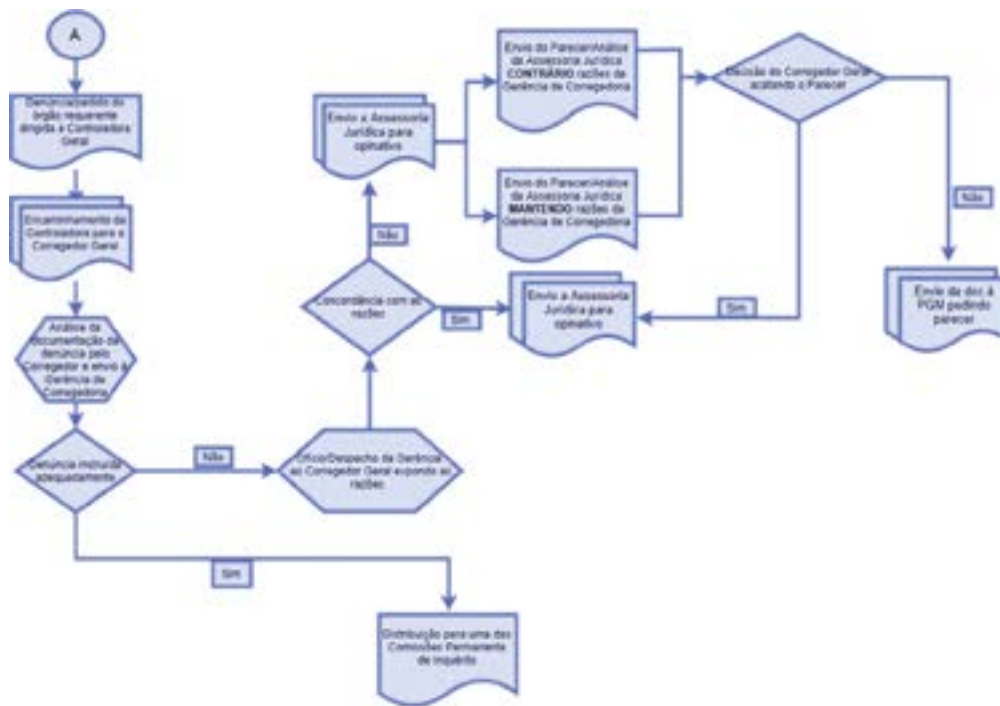 A
Denúncia/pedido do
órgão requerente
dirigida a Controladora
Geral
Encaminhamento da
Controladora para o
Corregedor Geral
Análise da
documentação da
denúncia pelo
Corregedor e envio à
Gerência de
Corregedoria
Denúncia instruída
adequadamente
Não
Sim
Ofício/Despacho da Gerência
ao Corregedor Geral expondo as
razões
Distribuição para uma das
Comissões Permanente
de Inquérito
Concordância com as
razões
Não
Sim
Envio a Assessoria
Jurídica para
opinativo
Envio do Parecer/Análise
da Assessoria Jurídica
CONTRÁRIO razões da
Gerência de Corregedoria
Envio do Parecer/Análise
da Assessoria Jurídica
MANTENDO razões da
Gerência de Corregedoria
Envio a Assessoria
Jurídica para
opinativo
Decisão do Corregedor Geral
acatando o Parecer
Sim
Não
Envio da doc à
PGM pedindo
parecer